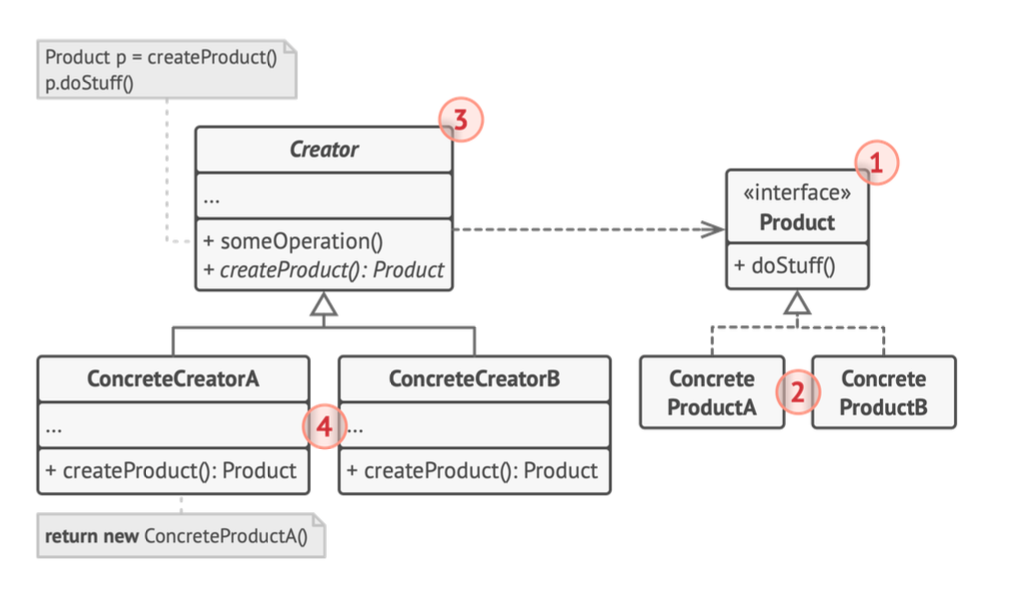 Product p = createProduct()
p.doStuff()
3
Creator
...
+ someOperation()
+ createProduct(): Product
1
«interface»
Product
+ doStuff()
ConcreteCreatorA
...
+ createProduct(): Product
4
ConcreteCreatorB
...
+ createProduct(): Product
Concrete
ProductA
2
Concrete
ProductB
return new ConcreteProductA()